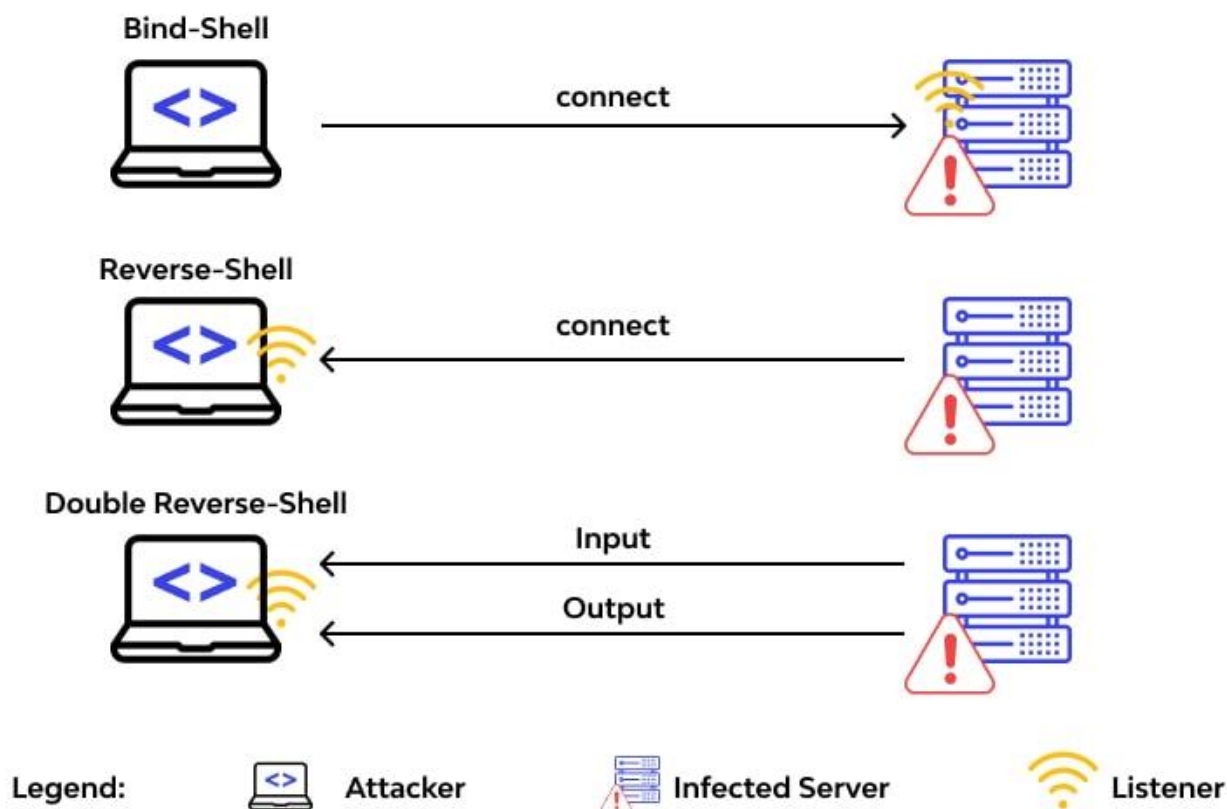 Bind-Shell
<>
connect
Reverse-Shell
<>
connect
Double Reverse-Shell
<>
Input
Output
Legend:
<>
Attacker
Infected Server
Listener